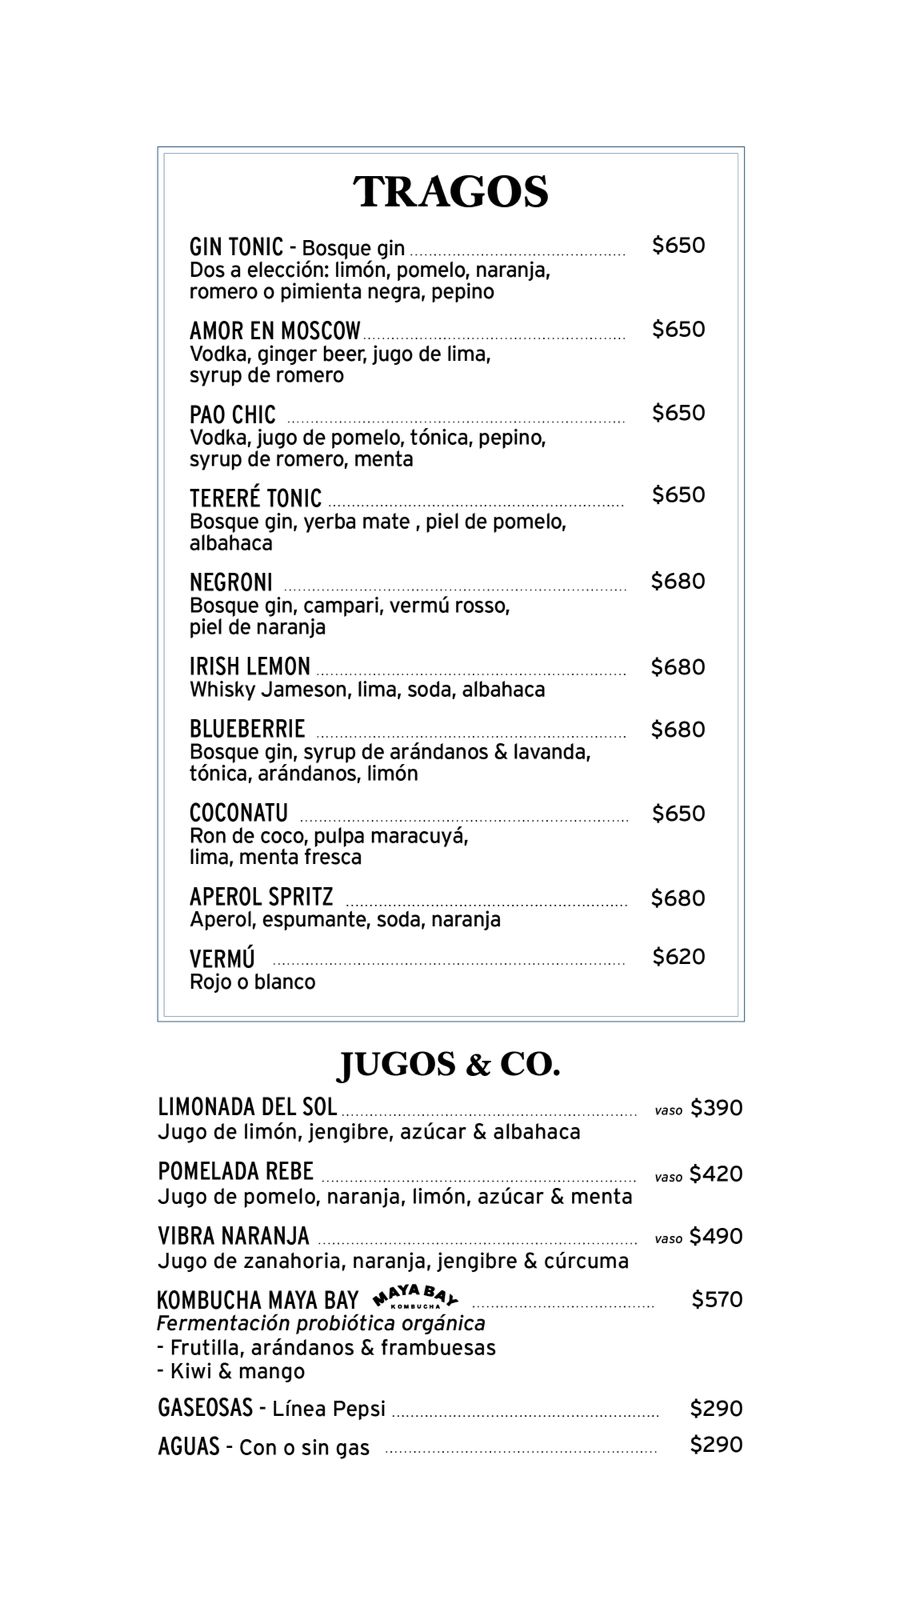 TRAGOS
GIN TONIC - Bosque gin ........ $650
Dos a elección: limón, pomelo, naranja,
romero o pimienta negra, pepino
AMOR EN MOSCOW ........ $650
Vodka, ginger beer, jugo de lima,
syrup de romero
PAO CHIC ........ $650
Vodka, jugo de pomelo, tónica, pepino,
syrup de romero, menta
TERERÉ TONIC ........ $650
Bosque gin, yerba mate , piel de pomelo,
albahaca
NEGRONI ........ $680
Bosque gin, campari, vermú rosso,
piel de naranja
IRISH LEMON ........ $680
Whisky Jameson, lima, soda, albahaca
BLUEBERRIE ........ $680
Bosque gin, syrup de arándanos & lavanda,
tónica, arándanos, limón
COCONATU ........ $650
Ron de coco, pulpa maracuyá,
lima, menta fresca
APEROL SPRITZ ........ $680
Aperol, espumante, soda, naranja
VERMÚ ........ $620
Rojo o blanco
JUGOS & CO.
LIMONADA DEL SOL ........ vaso $390
Jugo de limón, jengibre, azúcar & albahaca
POMELADA REBE ........ vaso $420
Jugo de pomelo, naranja, limón, azúcar & menta
VIBRA NARANJA ........ vaso $490
Jugo de zanahoria, naranja, jengibre & cúrcuma
KOMBUCHA MAYA BAY MAYA BAY KOMBUCHA ........ $570
Fermentación probiótica orgánica
- Frutilla, arándanos & frambuesas
- Kiwi & mango
GASEOSAS - Línea Pepsi ........ $290
AGUAS - Con o sin gas ........ $290